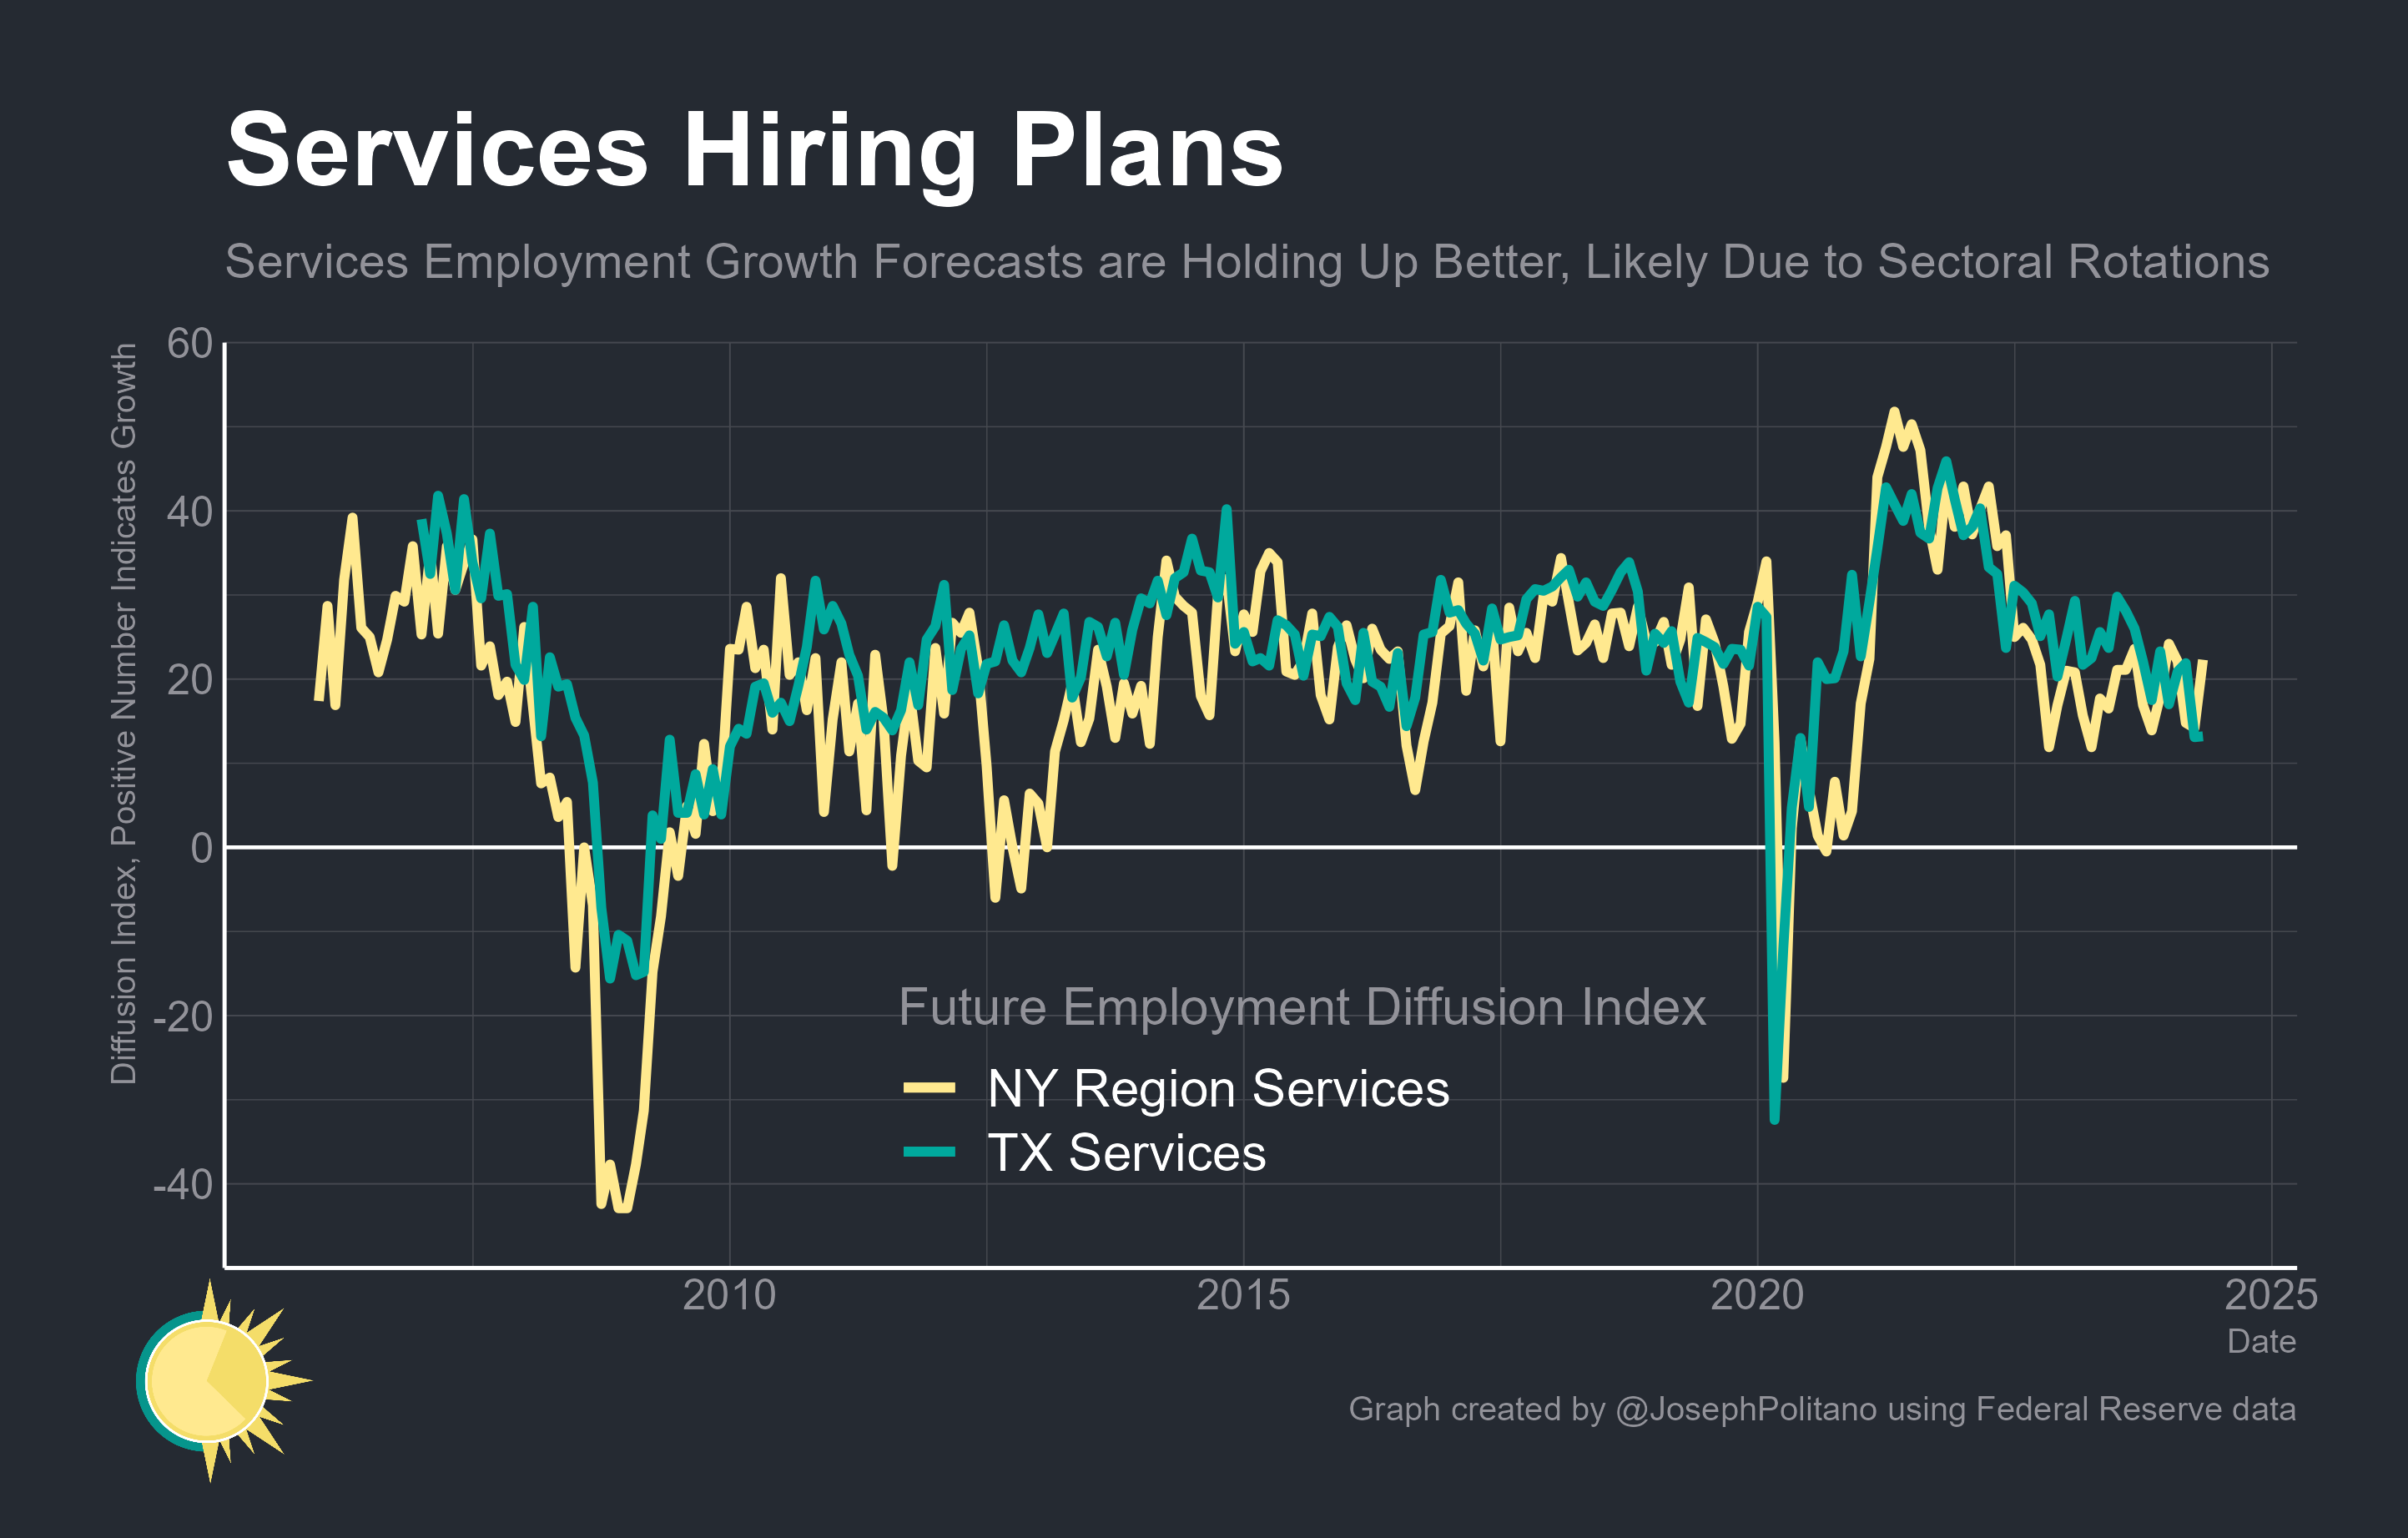 Services Hiring Plans
Services Employment Growth Forecasts are Holding Up Better, Likely Due to Sectoral Rotations
Diffusion Index, Positive Number Indicates Growth
60
40
20
0
-20
-40
Future Employment Diffusion Index
NY Region Services
TX Services
2010
2015
2020
2025
Date
Graph created by @JosephPolitano using Federal Reserve data